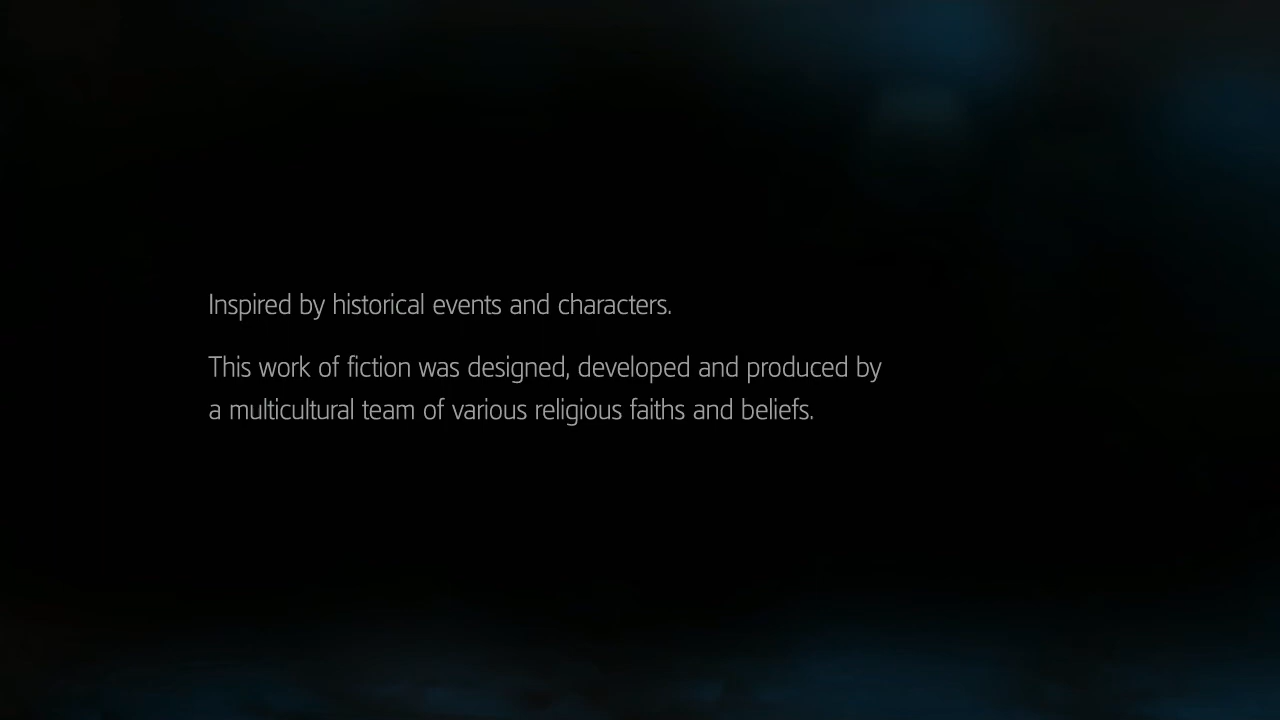 Inspired by historical events and characters.
This work of fiction was designed, developed and produced by
a multicultural team of various religious faiths and beliefs.